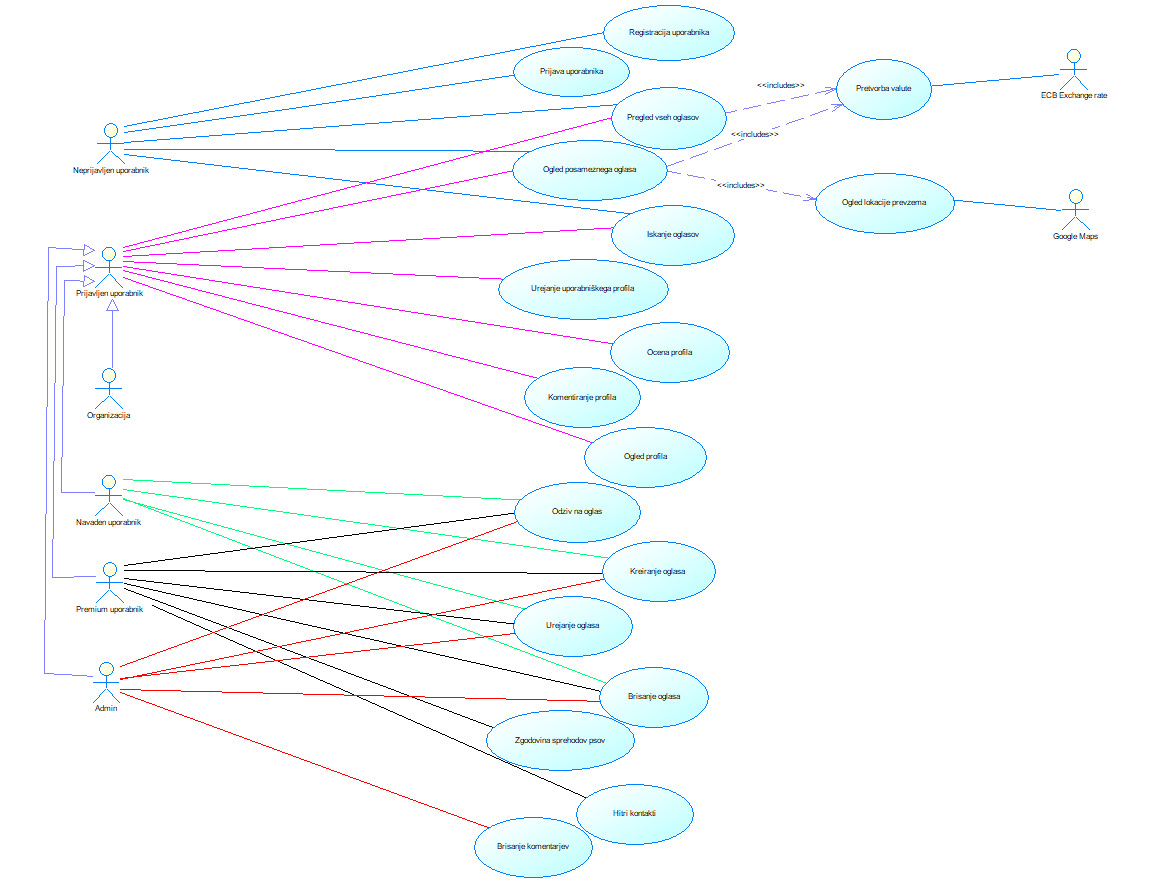 Registracija uporabnika
Prijava uporabnika
<<includes>>
Pretvorba valute
ECB Exchange rate
Pregled vseh oglasov
<<includes>>
Neprijavljen uporabnik
Ogled posameznega oglasa
<<includes>>
Ogled lokacije prevzema
Google Maps
Iskanje oglasov
Prijavljen uporabnik
Urejanje uporabniškega profila
Ocena profila
Komentiranje profila
Organizacija
Ogled profila
Odziv na oglas
Navaden uporabnik
Kreiranje oglasa
Premium uporabnik
Urejanje oglasa
Brisanje oglasa
Admin
Zgodovina sprehodov psov
Hitri kontakti
Brisanje komentarjev